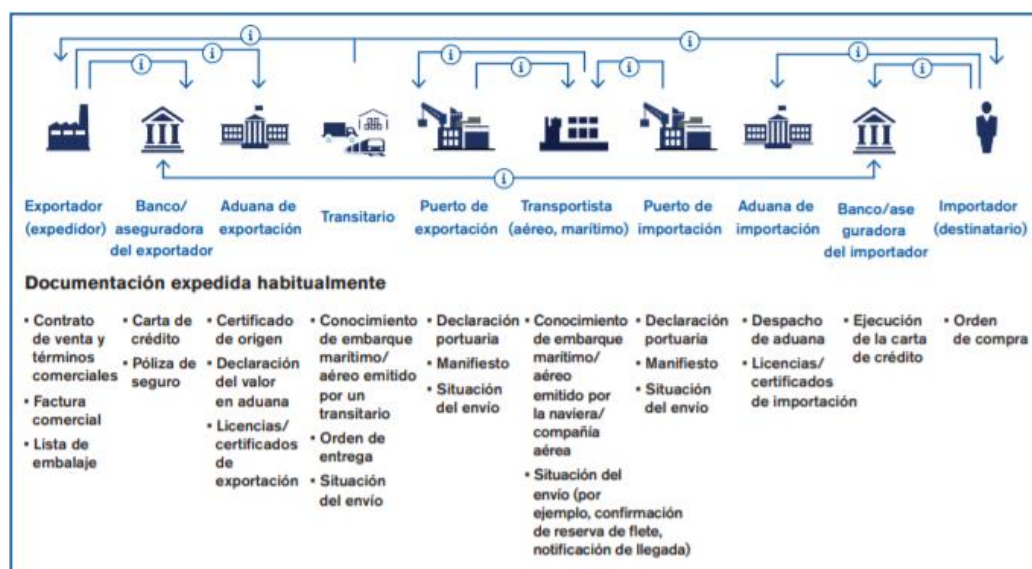 i
i
i
i
i
i
i
i
i
i
Exportador
(expedidor)
Banco/
aseguradora
del exportador
Aduana de
exportación
Transitario
Puerto de
exportación
Transportista
(aéreo, marítimo)
Puerto de
importación
Aduana de
importación
Banco/ase
guradora
del importador
Importador
(destinatario)
Documentación expedida habitualmente
▪ Contrato
de venta y
términos
comerciales
▪ Factura
comercial
▪ Lista de
embalaje
▪ Carta de
crédito
▪ Póliza de
seguro
▪ Certificado
de origen
▪ Declaración
del valor
en aduana
▪ Licencias/
certificados
de
exportación
▪ Conocimiento
de embarque
marítimo/
aéreo emitido
por un
transitario
▪ Orden de
entrega
▪ Situación
del envío
▪ Declaración
portuaria
▪ Manifiesto
▪ Situación
del envío
▪ Conocimiento
de embarque
marítimo/
aéreo
emitido por
la naviera/
compañía
aérea
▪ Situación del
envío (por
ejemplo, confirmación
de reserva de flete,
notificación de llegada)
▪ Declaración
portuaria
▪ Manifiesto
▪ Situación
del envío
▪ Despacho
de aduana
▪ Licencias/
certificados
de importación
▪ Ejecución
de la carta
de crédito
▪ Orden
de compra